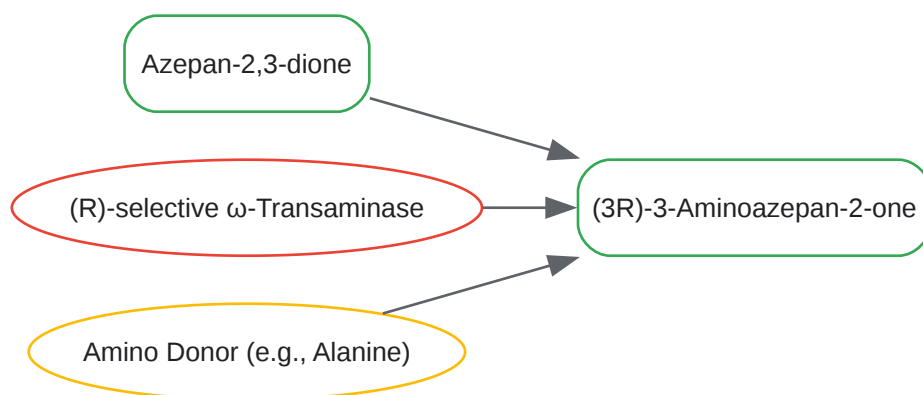 Azepan-2,3-dione
(R)-selective ω-Transaminase
(3R)-3-Aminoazepan-2-one
Amino Donor (e.g., Alanine)